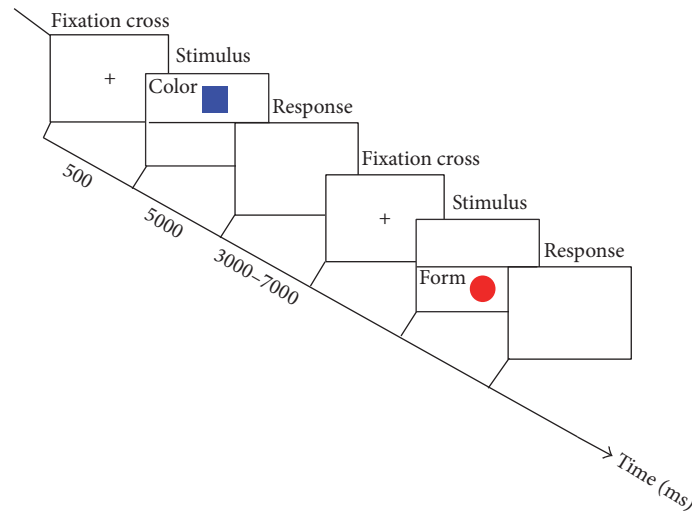 Fixation cross
+
Stimulus
Color
Response
500
5000
3000–7000
Fixation cross
+
Stimulus
Form
Response
Time (ms)